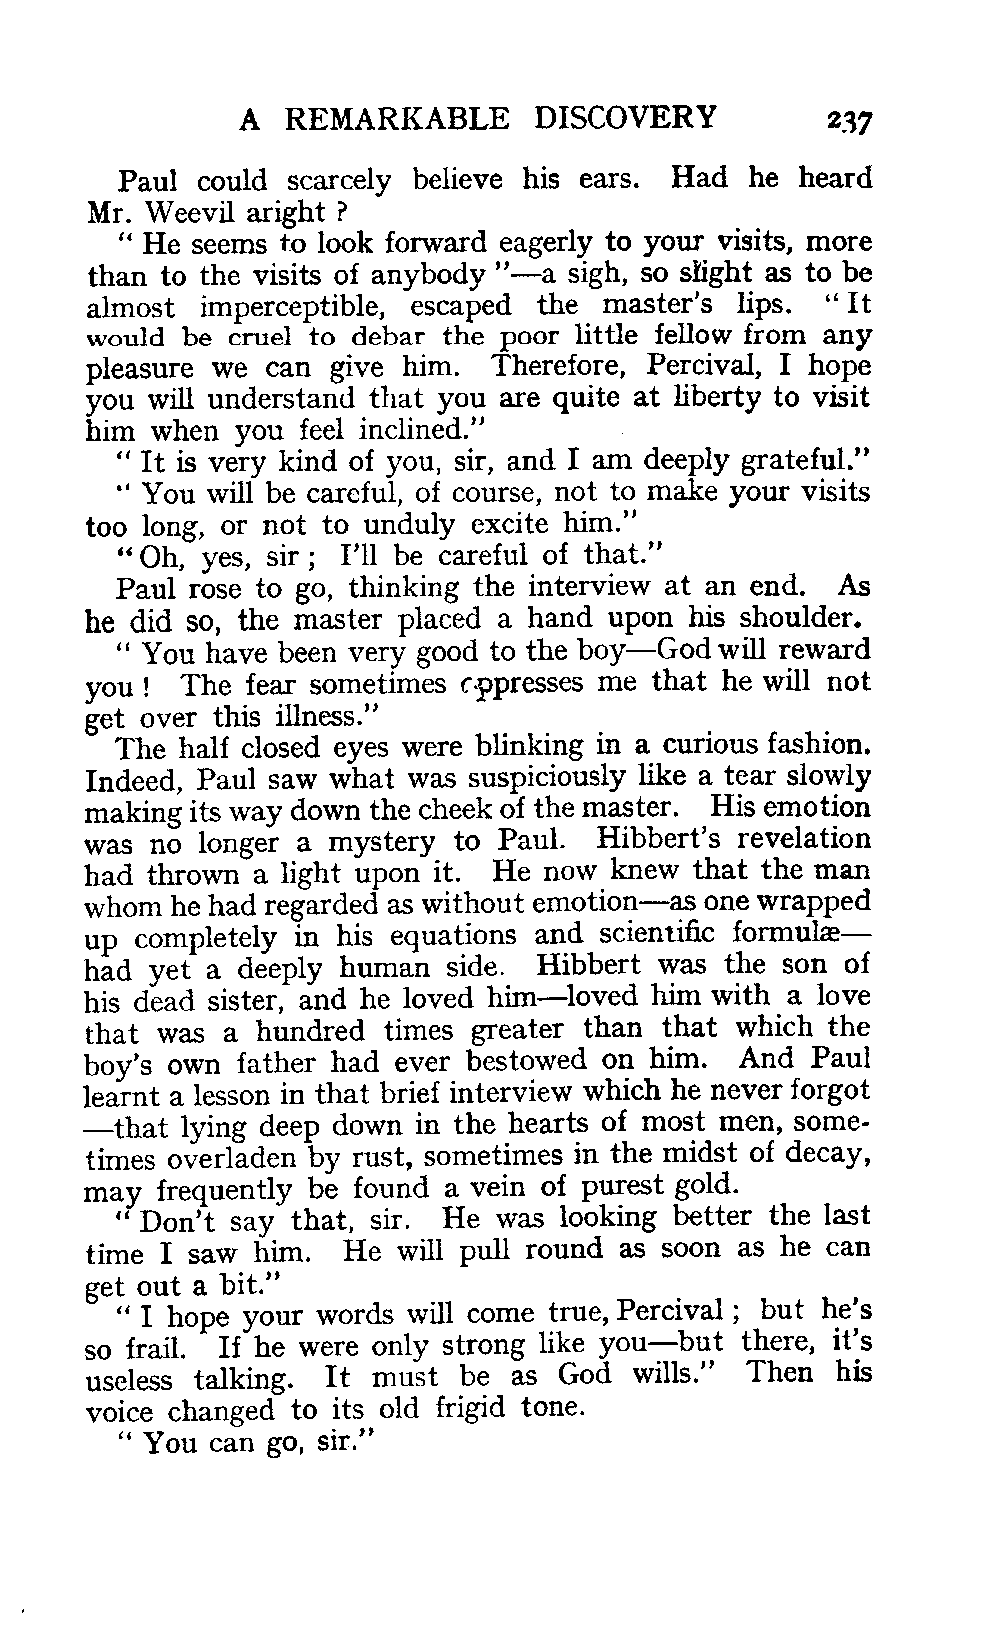 A REMARKABLE DISCOVERY 237
Paul could scarcely believe his ears. Had he heard
Mr. Weevil aright ?
“ He seems to look forward eagerly to your visits, more
than to the visits of anybody ”—a sigh, so slight as to be
almost imperceptible, escaped the master's lips. “ It
would be cruel to debar the poor little fellow from any
pleasure we can give him. Therefore, Percival, I hope
you will understand that you are quite at liberty to visit
him when you feel inclined.”
“ It is very kind of you, sir, and I am deeply grateful.”
“ You will be careful, of course, not to make your visits
too long, or not to unduly excite him.”
“ Oh, yes, sir ; I'll be careful of that.”
Paul rose to go, thinking the interview at an end. As
he did so, the master placed a hand upon his shoulder.
“ You have been very good to the boy—God will reward
you ! The fear sometimes oppresses me that he will not
get over this illness.”
The half closed eyes were blinking in a curious fashion.
Indeed, Paul saw what was suspiciously like a tear slowly
making its way down the cheek of the master. His emotion
was no longer a mystery to Paul. Hibbert's revelation
had thrown a light upon it. He now knew that the man
whom he had regarded as without emotion—as one wrapped
up completely in his equations and scientific formulæ—
had yet a deeply human side. Hibbert was the son of
his dead sister, and he loved him—loved him with a love
that was a hundred times greater than that which the
boy's own father had ever bestowed on him. And Paul
learnt a lesson in that brief interview which he never forgot
—that lying deep down in the hearts of most men, some-
times overladen by rust, sometimes in the midst of decay,
may frequently be found a vein of purest gold.
“ Don't say that, sir. He was looking better the last
time I saw him. He will pull round as soon as he can
get out a bit.”
“ I hope your words will come true, Percival ; but he's
so frail. If he were only strong like you—but there, it's
useless talking. It must be as God wills.” Then his
voice changed to its old frigid tone.
“ You can go, sir.”